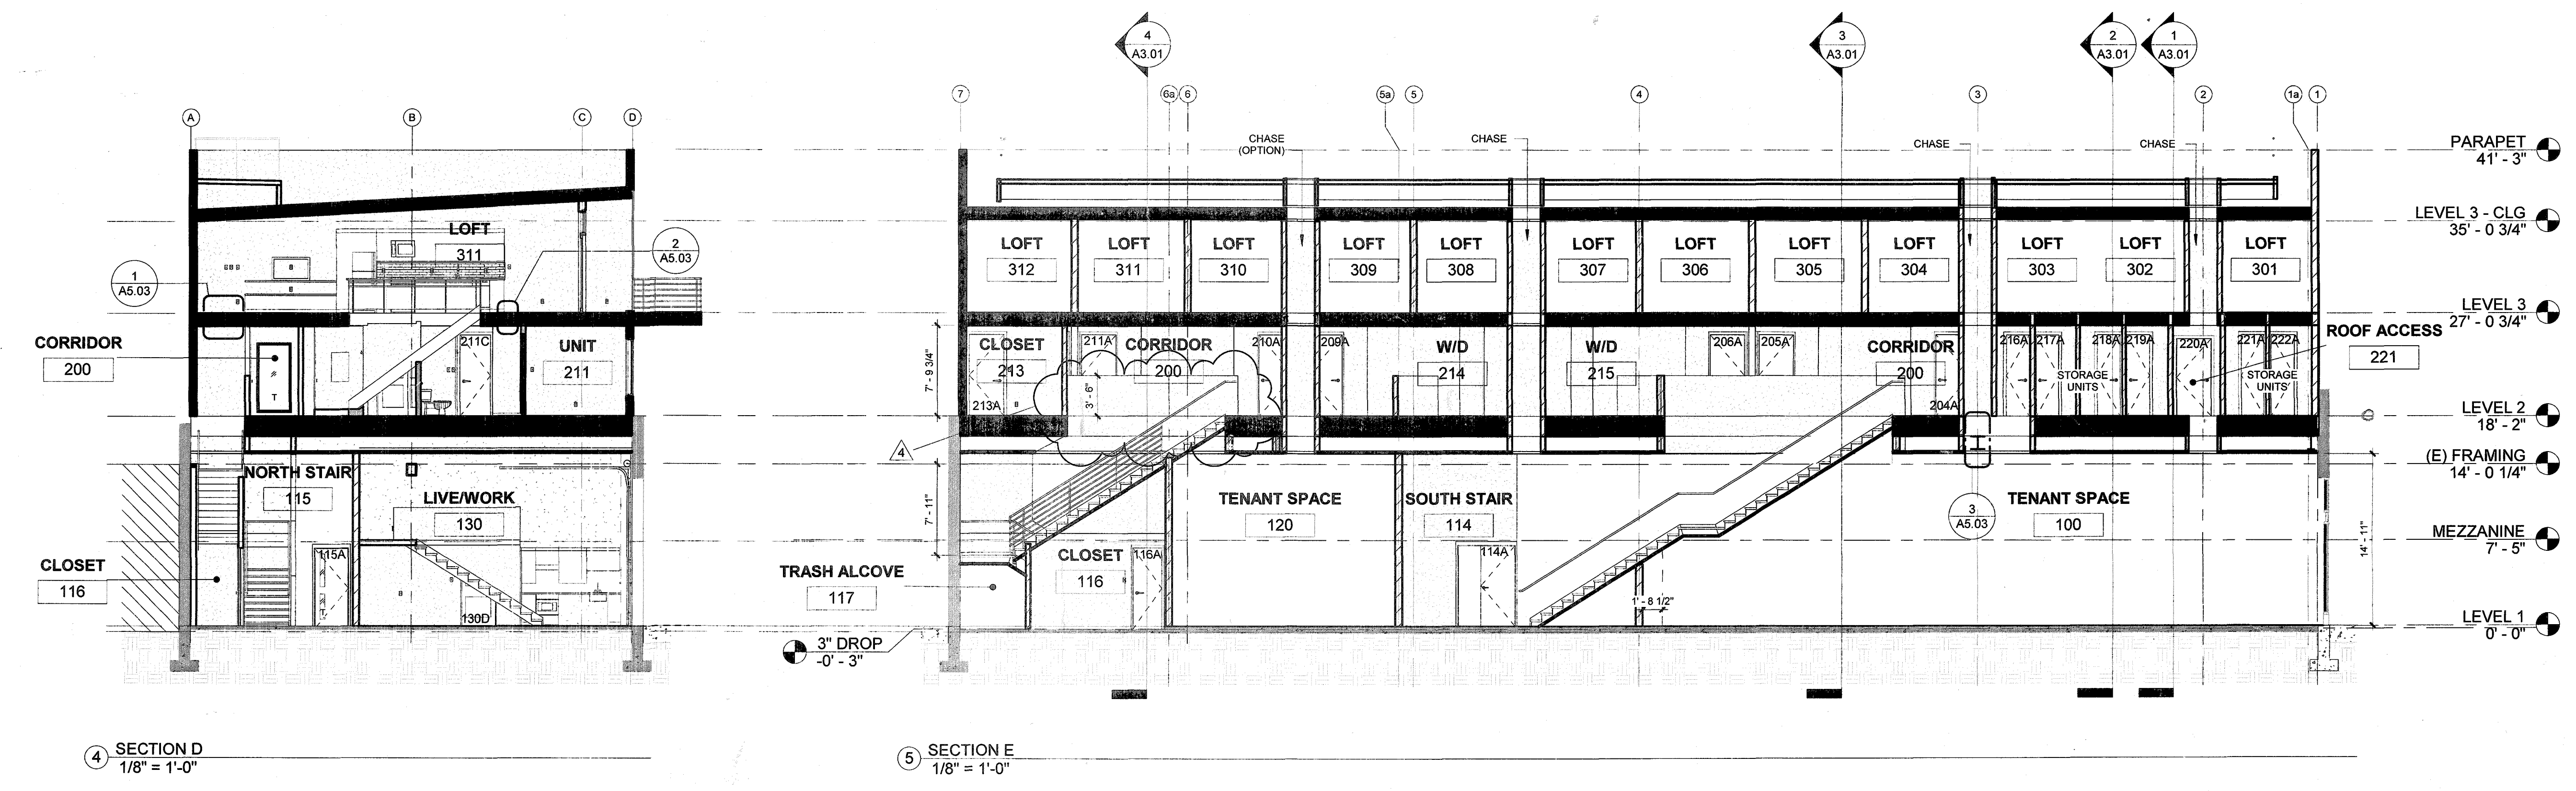 A
B
C
D
LOFT
311
1
A5.03
2
A5.03
CORRIDOR
200
211C
UNIT
211
T
NORTH STAIR
115
LIVE/WORK
130
CLOSET
116
115A
T
130D
4
SECTION D
1/8" = 1'-0"
4
A3.01
3
A3.01
2
A3.01
1
A3.01
7
6a
6
5a
5
4
3
2
1a
1
CHASE
(OPTION)
CHASE
CHASE
CHASE
PARAPET
41' - 3"
LEVEL 3 - CLG
35' - 0 3/4"
LEVEL 3
27' - 0 3/4"
LEVEL 2
18' - 2"
(E) FRAMING
14' - 0 1/4"
MEZZANINE
7' - 5"
LEVEL 1
0' - 0"
LOFT
312
LOFT
311
LOFT
310
LOFT
309
LOFT
308
LOFT
307
LOFT
306
LOFT
305
LOFT
304
LOFT
303
LOFT
302
LOFT
301
7' - 9 3/4"
CLOSET
213
213A
211A
CORRIDOR
200
3' - 6"
210A
209A
W/D
214
W/D
215
206A
205A
CORRIDOR
200
204A
216A
217A
218A
219A
STORAGE
UNITS
220A
221A
222A
STORAGE
UNITS
ROOF ACCESS
221
4
7' - 11"
TRASH ALCOVE
117
CLOSET
116
116A
TENANT SPACE
120
SOUTH STAIR
114
114A
1' - 8 1/2"
3
A5.03
TENANT SPACE
100
14' - 11"
3" DROP
-0' - 3"
5
SECTION E
1/8" = 1'-0"